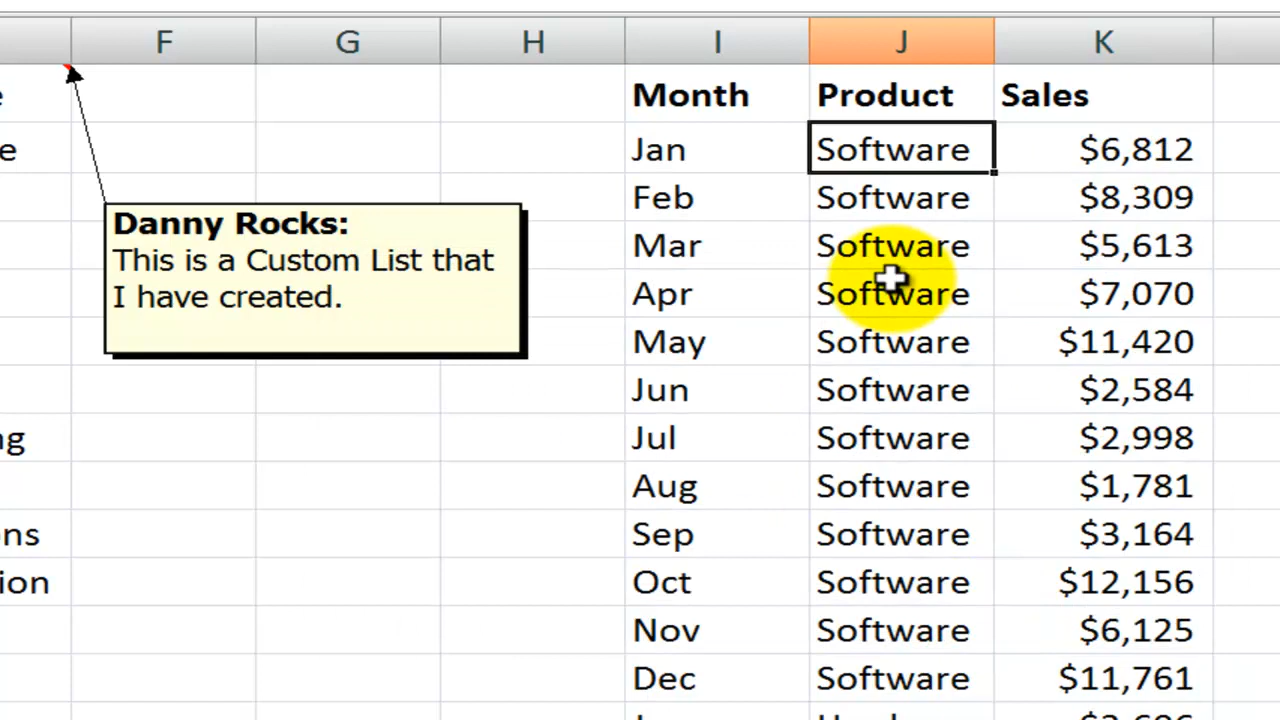 F G H I J K
e Month Product Sales
e Jan Software $6,812
Danny Rocks:
This is a Custom List that
I have created.
Feb Software $8,309
Mar Software $5,613
Apr Software $7,070
May Software $11,420
Jun Software $2,584
ng Jul Software $2,998
Aug Software $1,781
ons Sep Software $3,164
ion Oct Software $12,156
Nov Software $6,125
Dec Software $11,761